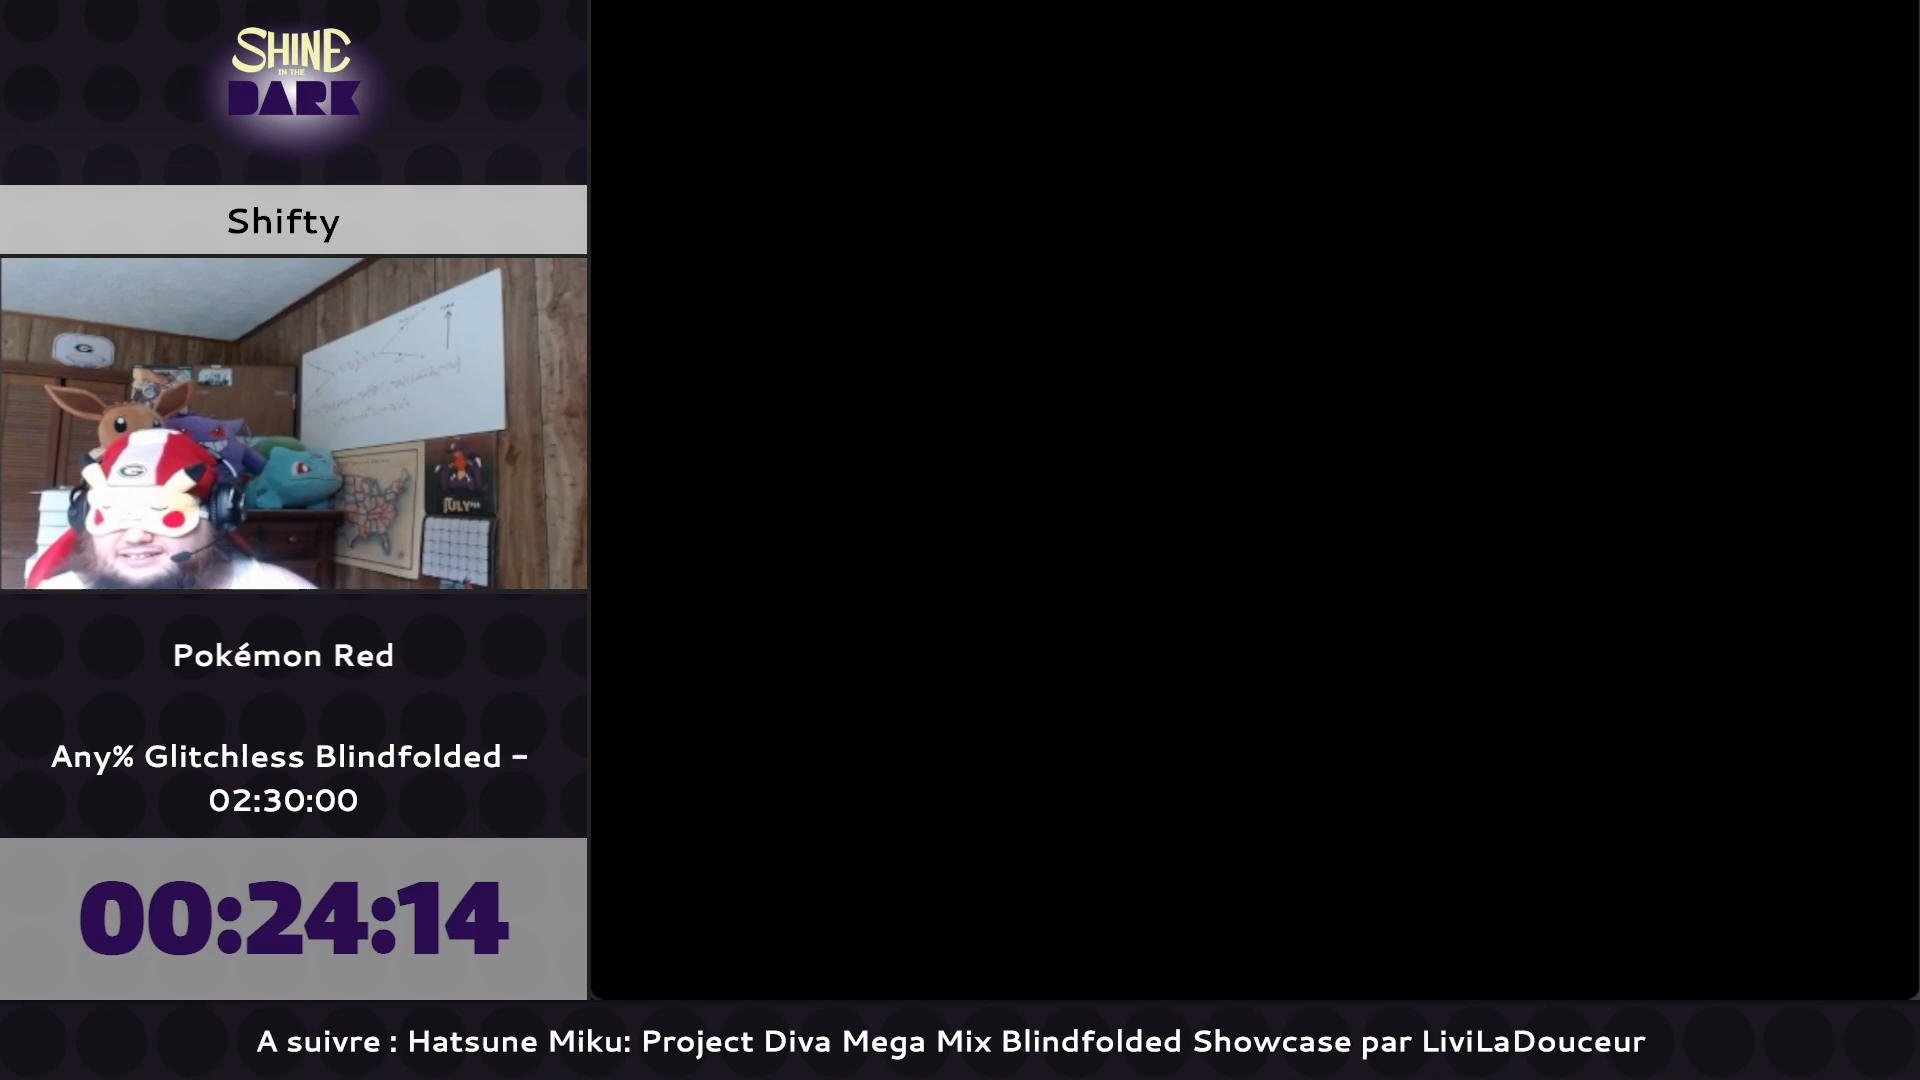 SHINE
IN THE
DARK
Shifty
G
G
JULY
Pokémon Red
Any% Glitchless Blindfolded -
02:30:00
00:24:14
A suivre : Hatsune Miku: Project Diva Mega Mix Blindfolded Showcase par LiviLaDouceur